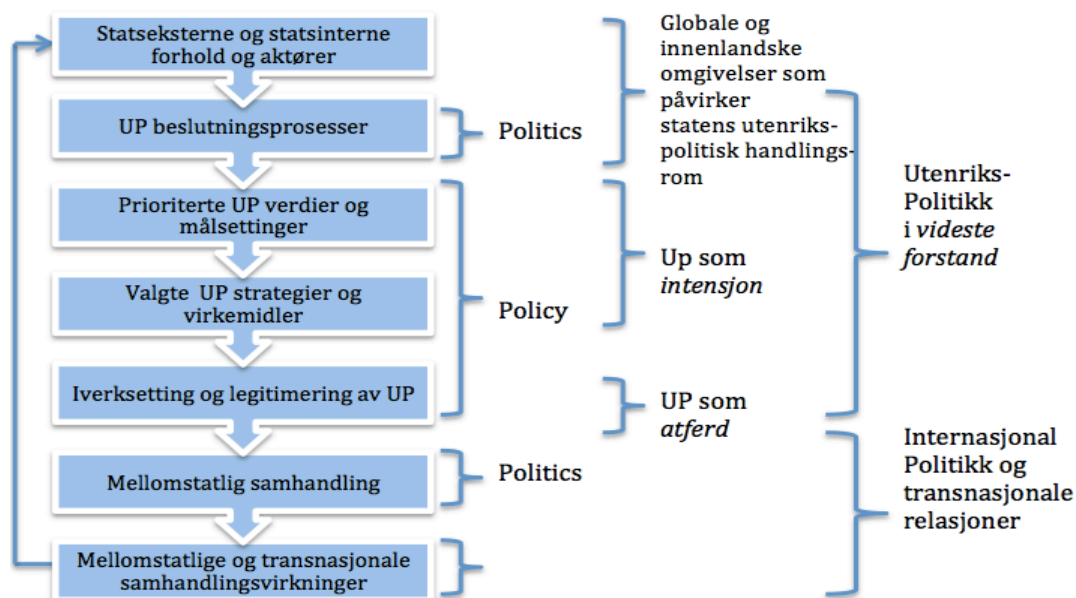 Statseksterne og statsinterne
forhold og aktører
UP beslutningsprosesser
Prioriterte UP verdier og
målsettinger
Valgte UP strategier og
virkemidler
Iverksetting og legitimering av UP
Mellomstatlig samhandling
Mellomstatlige og transnasjonale
samhandlingsvirkninger
Politics
Policy
Politics
Globale og
innenlandske
omgivelser som
påvirker
statens utenriks-
politisk handlings-
rom
Up som
intensjon
UP som
atferd
Utenriks-
Politikk
i videste
forstand
Internasjonal
Politikk og
transnasjonale
relasjoner